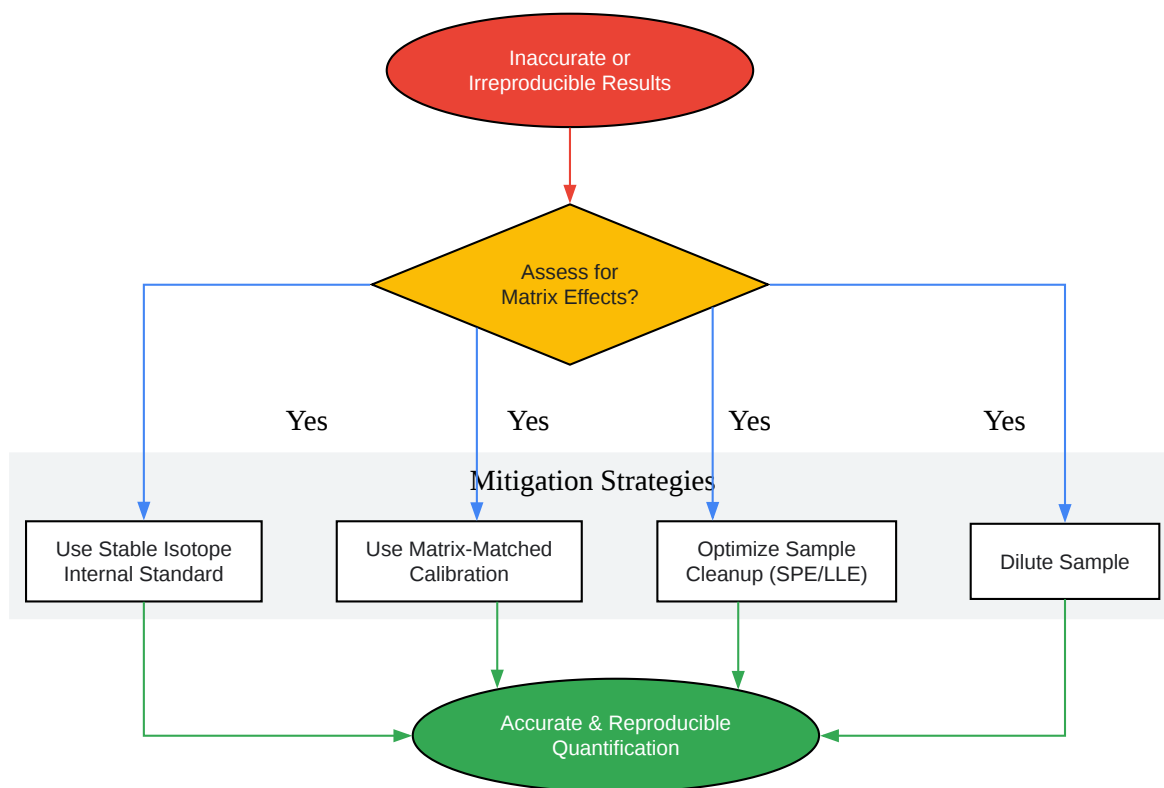 Inaccurate or
Irreproducible Results
Assess for
Matrix Effects?
Yes
Yes
Yes
Yes
Mitigation Strategies
Use Stable Isotope
Internal Standard
Use Matrix-Matched
Calibration
Optimize Sample
Cleanup (SPE/LLE)
Dilute Sample
Accurate & Reproducible
Quantification